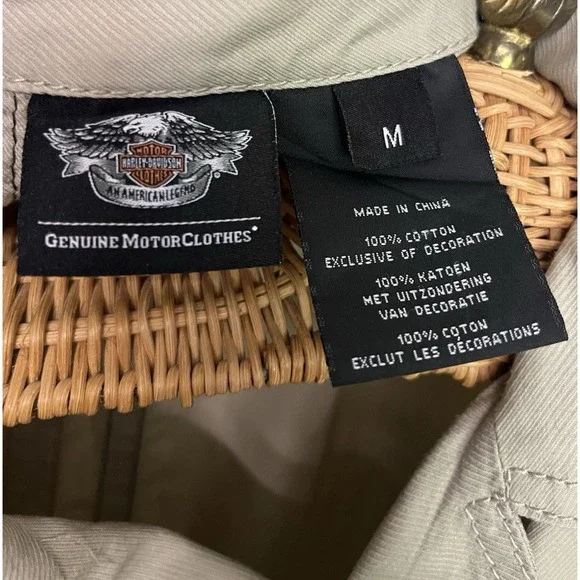 MOTOR
HARLEY-DAVIDSON
CLOTHES
AN AMERICAN LEGEND
GENUINE MOTORCLOTHES®
M
MADE IN CHINA
100% COTTON
EXCLUSIVE OF DECORATION
100% KATOEN
MET UITZONDERING
VAN DECORATIE
100% COTON
EXCLUT LES DÉCORATIONS